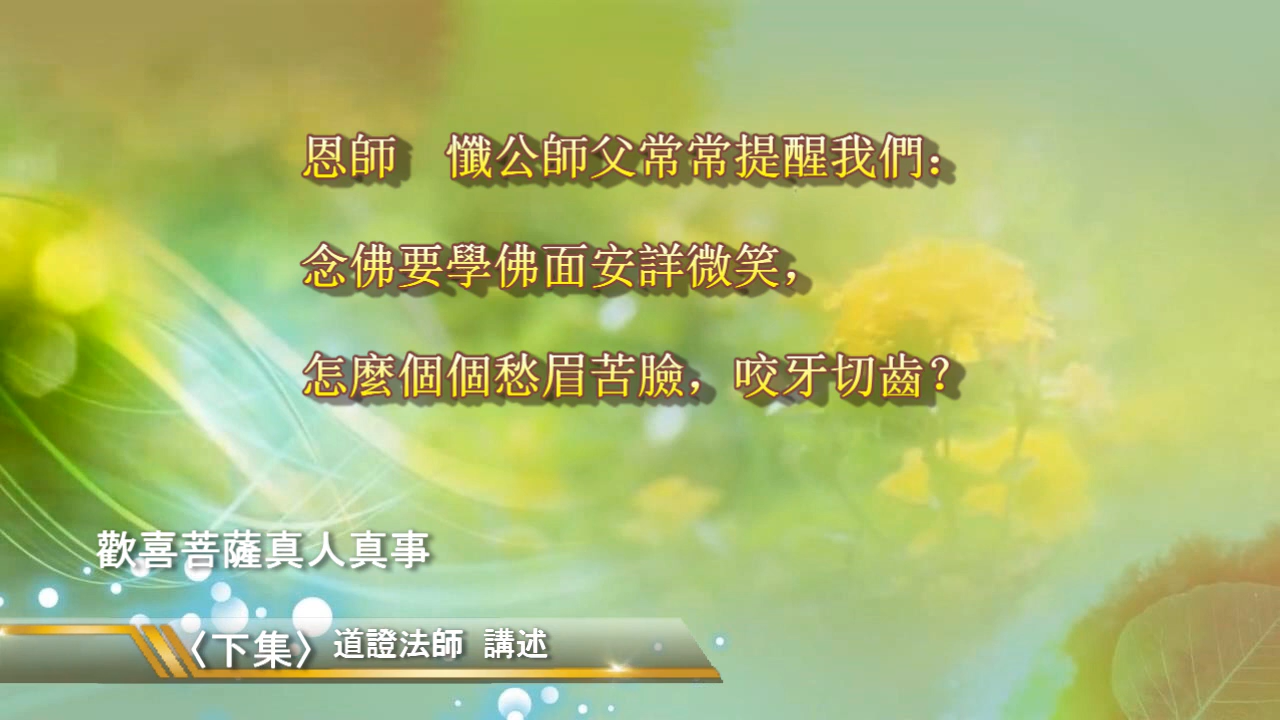 恩師　懺公師父常常提醒我們：
念佛要學佛面安詳微笑，
怎麼個個愁眉苦臉，咬牙切齒？
歡喜菩薩真人真事
〈下集〉道證法師 講述